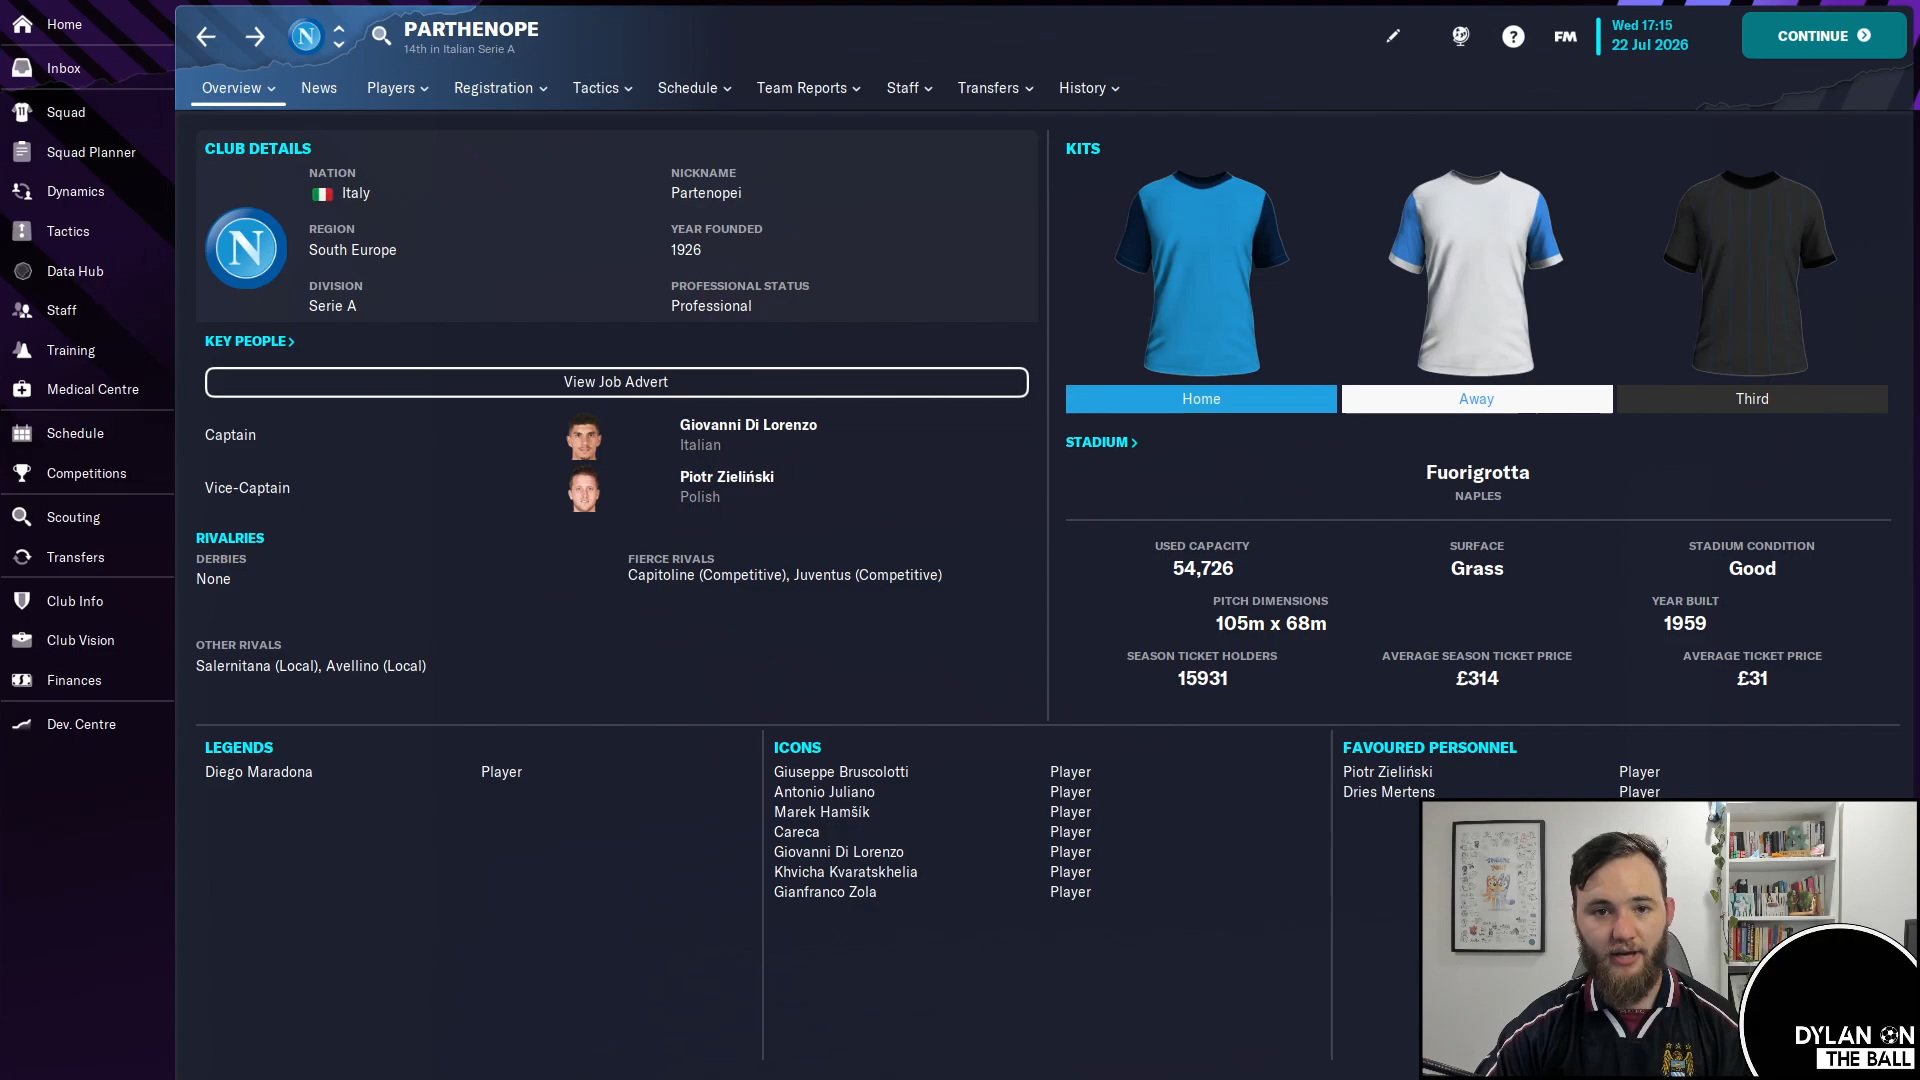 Home
Inbox
Squad
Squad Planner
Dynamics
Tactics
Data Hub
Staff
Training
Medical Centre
Schedule
Competitions
Scouting
Transfers
Club Info
Club Vision
Finances
Dev. Centre
N
PARTHENOPE
14th in Italian Serie A
?
FM
Wed 17:15
22 Jul 2026
CONTINUE
Overview
News
Players
Registration
Tactics
Schedule
Team Reports
Staff
Transfers
History
CLUB DETAILS
N
NATION
Italy
NICKNAME
Partenopei
REGION
South Europe
YEAR FOUNDED
1926
DIVISION
Serie A
PROFESSIONAL STATUS
Professional
KEY PEOPLE
View Job Advert
Captain
Giovanni Di Lorenzo
Italian
Vice-Captain
Piotr Zieliński
Polish
RIVALRIES
DERBIES
None
FIERCE RIVALS
Capitoline (Competitive), Juventus (Competitive)
OTHER RIVALS
Salernitana (Local), Avellino (Local)
KITS
Home
Away
Third
STADIUM
Fuorigrotta
NAPLES
USED CAPACITY
54,726
SURFACE
Grass
STADIUM CONDITION
Good
PITCH DIMENSIONS
105m x 68m
YEAR BUILT
1959
SEASON TICKET HOLDERS
15931
AVERAGE SEASON TICKET PRICE
£314
AVERAGE TICKET PRICE
£31
LEGENDS
Diego Maradona Player
ICONS
Giuseppe Bruscolotti Player
Antonio Juliano Player
Marek Hamšík Player
Careca Player
Giovanni Di Lorenzo Player
Khvicha Kvaratskhelia Player
Gianfranco Zola Player
FAVOURED PERSONNEL
Piotr Zieliński Player
Dries Mertens Player
DYLAN ON
THE BALL